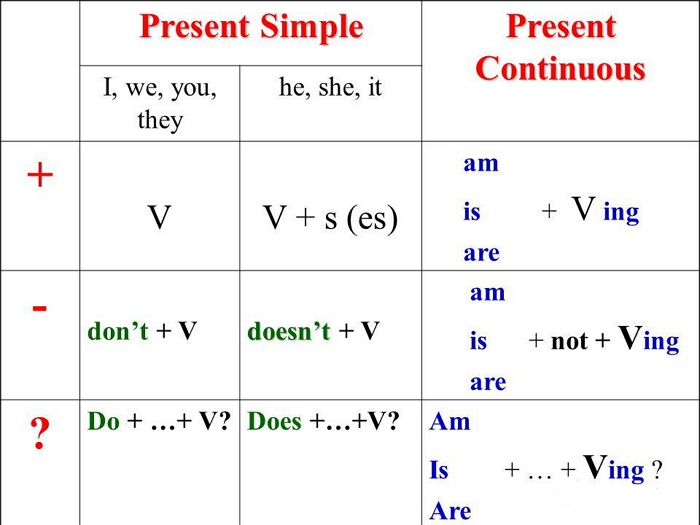 Present Simple
Present
Continuous
I, we, you,
they
he, she, it
+
V
V + s (es)
am
is + V ing
are
-
don’t + V
doesn’t + V
am
is + not + Ving
are
?
Do + …+ V?
Does +…+V?
Am
Is + … + Ving ?
Are